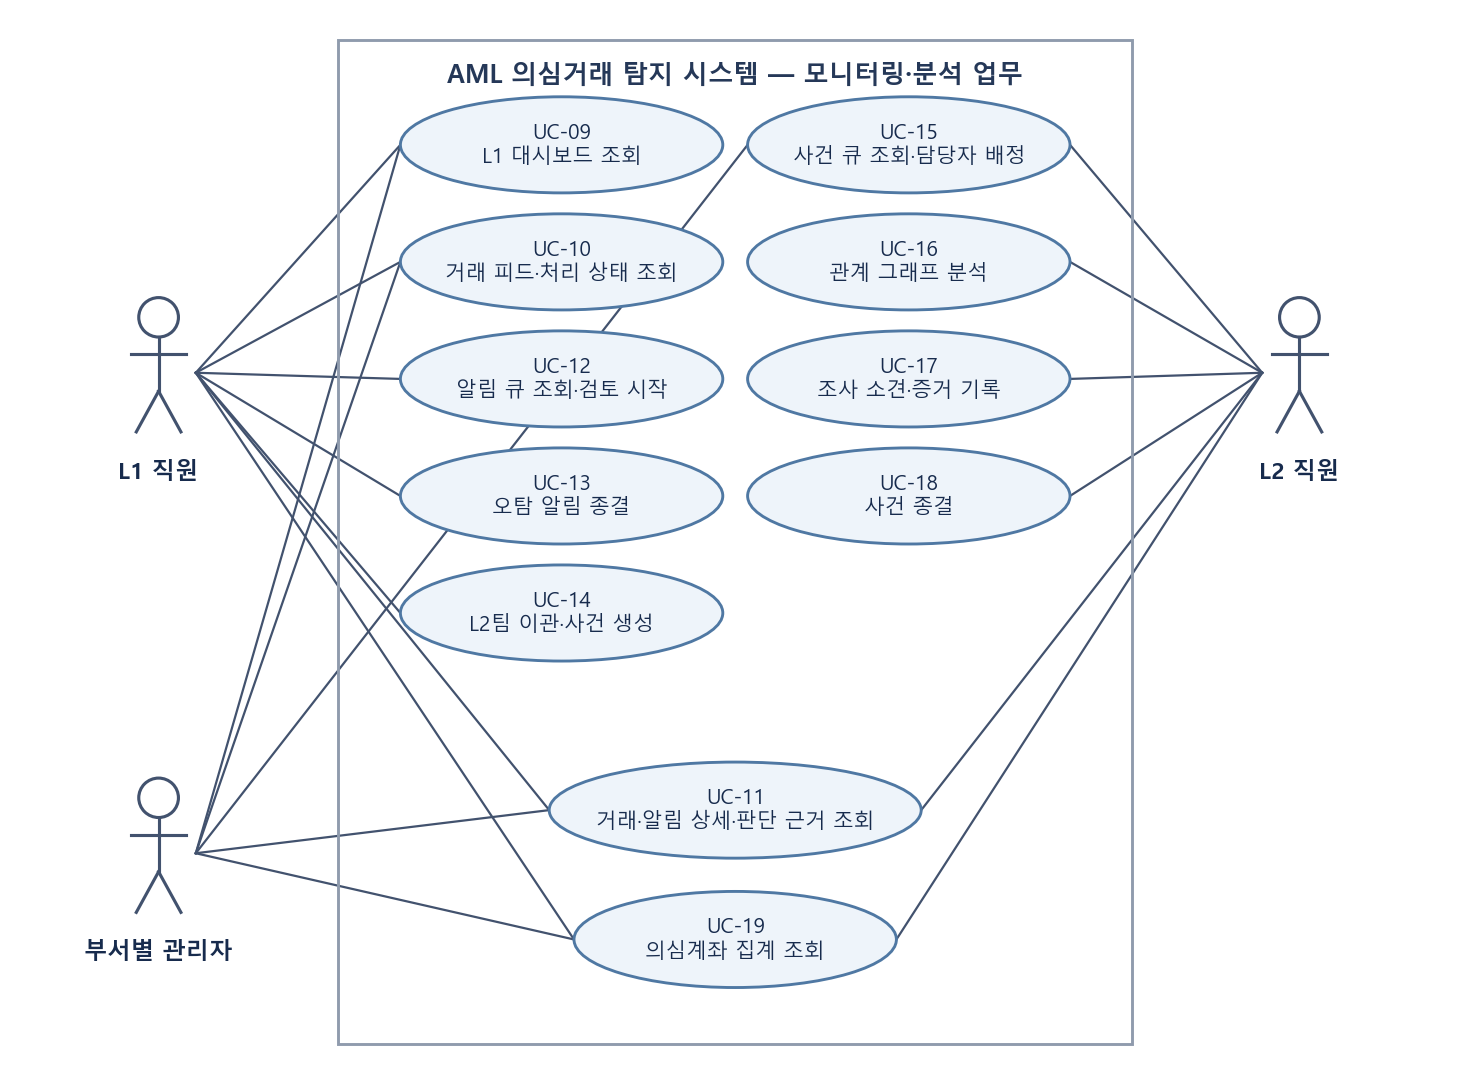 AML 의심거래 탐지 시스템 — 모니터링·분석 업무
UC-09
L1 대시보드 조회
UC-15
사건 큐 조회·담당자 배정
UC-10
거래 피드·처리 상태 조회
UC-16
관계 그래프 분석
UC-12
알림 큐 조회·검토 시작
UC-17
조사 소견·증거 기록
L1 직원
L2 직원
UC-13
오탐 알림 종결
UC-18
사건 종결
UC-14
L2팀 이관·사건 생성
UC-11
거래·알림 상세·판단 근거 조회
부서별 관리자
UC-19
의심계좌 집계 조회